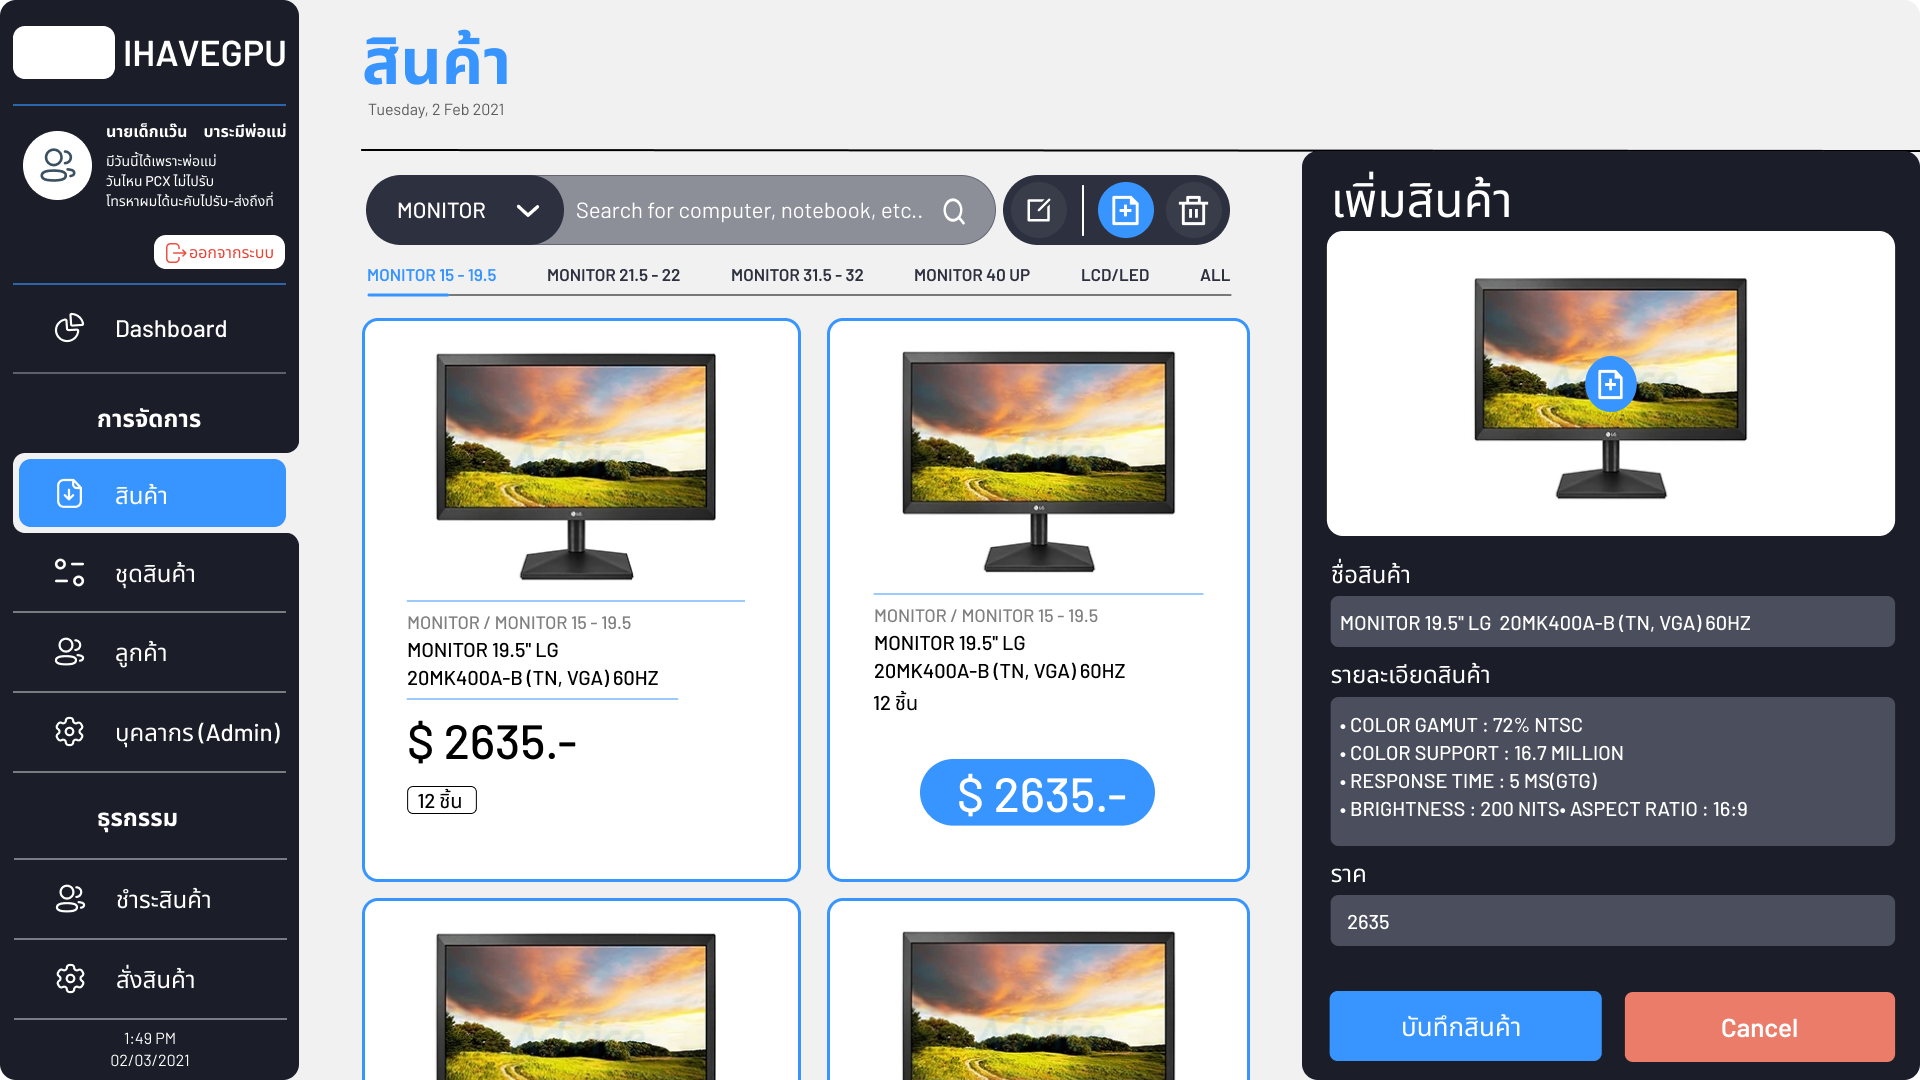 IHAVEGPU
นายเด็กแว๊น บาระมีพ่อแม่
มีวันนี้ได้เพราะพ่อแม่
วันไหน PCX ไม่ไปรับ
โทรหาผมได้นะคับไปรับ-ส่งถึงที่
ออกจากระบบ
Dashboard
การจัดการ
สินค้า
ชุดสินค้า
ลูกค้า
บุคลากร (Admin)
ธุรกรรม
ชำระสินค้า
สั่งสินค้า
1:49 PM
02/03/2021
สินค้า
Tuesday, 2 Feb 2021
MONITOR
Search for computer, notebook, etc..
MONITOR 15 - 19.5 MONITOR 21.5 - 22 MONITOR 31.5 - 32 MONITOR 40 UP LCD/LED ALL
MONITOR / MONITOR 15 - 19.5
MONITOR 19.5" LG
20MK400A-B (TN, VGA) 60HZ
$ 2635.-
12 ชิ้น
MONITOR / MONITOR 15 - 19.5
MONITOR 19.5" LG
20MK400A-B (TN, VGA) 60HZ
12 ชิ้น
$ 2635.-
เพิ่มสินค้า
ชื่อสินค้า
MONITOR 19.5" LG 20MK400A-B (TN, VGA) 60HZ
รายละเอียดสินค้า
• COLOR GAMUT : 72% NTSC
• COLOR SUPPORT : 16.7 MILLION
• RESPONSE TIME : 5 MS(GTG)
• BRIGHTNESS : 200 NITS• ASPECT RATIO : 16:9
ราค
2635
บันทึกสินค้า
Cancel